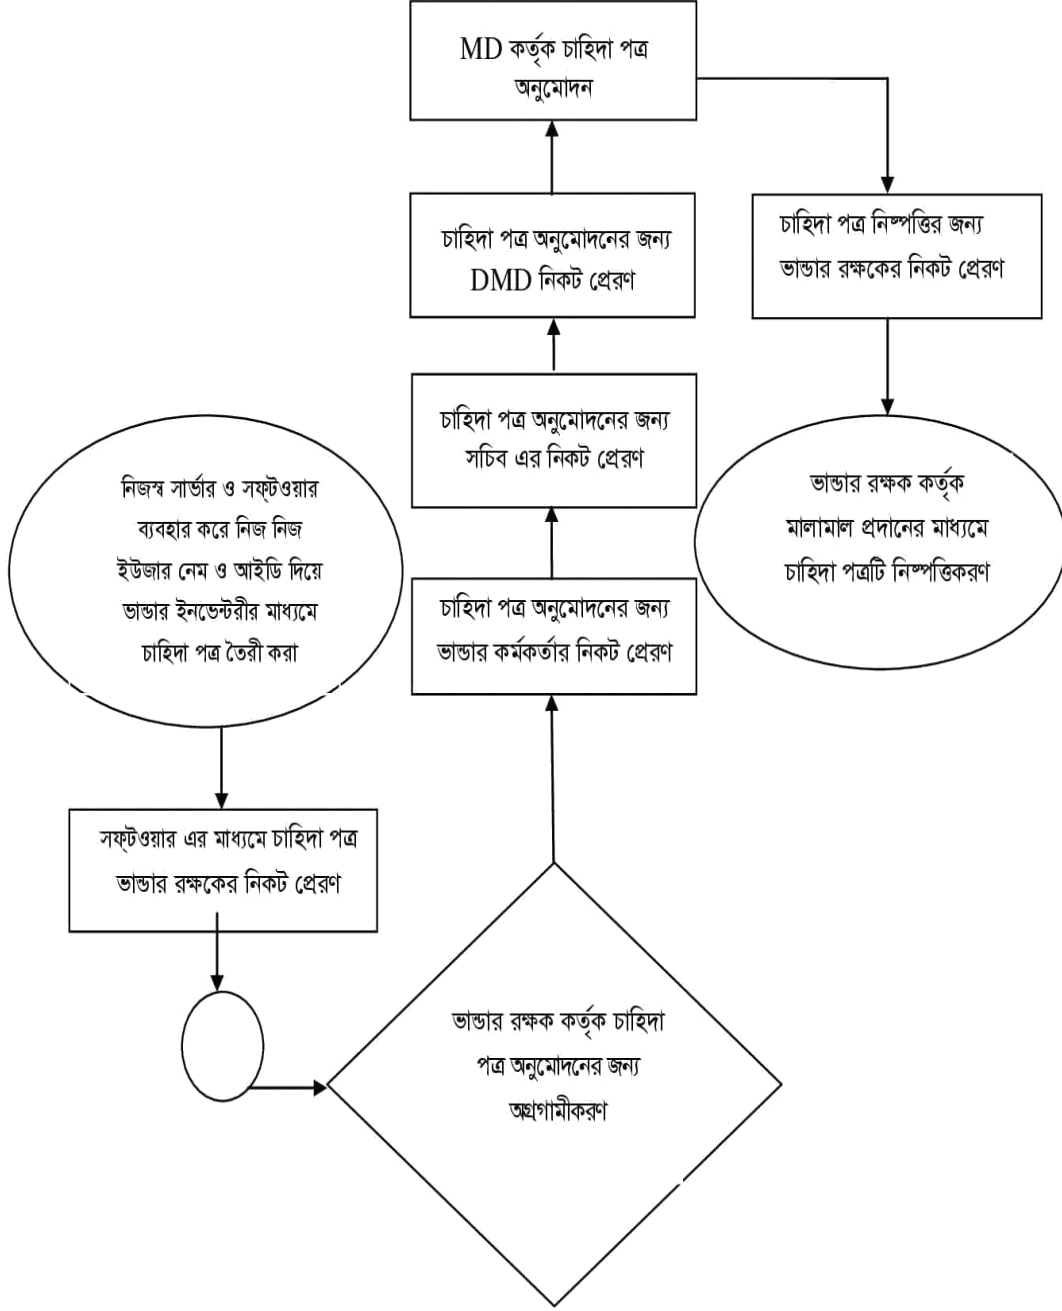 MD কর্তৃক চাহিদা পত্র
অনুমোদন
চাহিদা পত্র অনুমোদনের জন্য
DMD নিকট প্রেরণ
চাহিদা পত্র নিষ্পত্তির জন্য
ভান্ডার রক্ষকের নিকট প্রেরণ
চাহিদা পত্র অনুমোদনের জন্য
সচিব এর নিকট প্রেরণ
নিজস্ব সার্ভার ও সফ্টওয়ার
ব্যবহার করে নিজ নিজ
ইউজার নেম ও আইডি দিয়ে
ভান্ডার ইনভেন্টরীর মাধ্যমে
চাহিদা পত্র তৈরী করা
ভান্ডার রক্ষক কর্তৃক
মালামাল প্রদানের মাধ্যমে
চাহিদা পত্রটি নিষ্পত্তিকরণ
চাহিদা পত্র অনুমোদনের জন্য
ভান্ডার কর্মকর্তার নিকট প্রেরণ
সফ্টওয়ার এর মাধ্যমে চাহিদা পত্র
ভান্ডার রক্ষকের নিকট প্রেরণ
ভান্ডার রক্ষক কর্তৃক চাহিদা
পত্র অনুমোদনের জন্য
অগ্রগামীকরণ